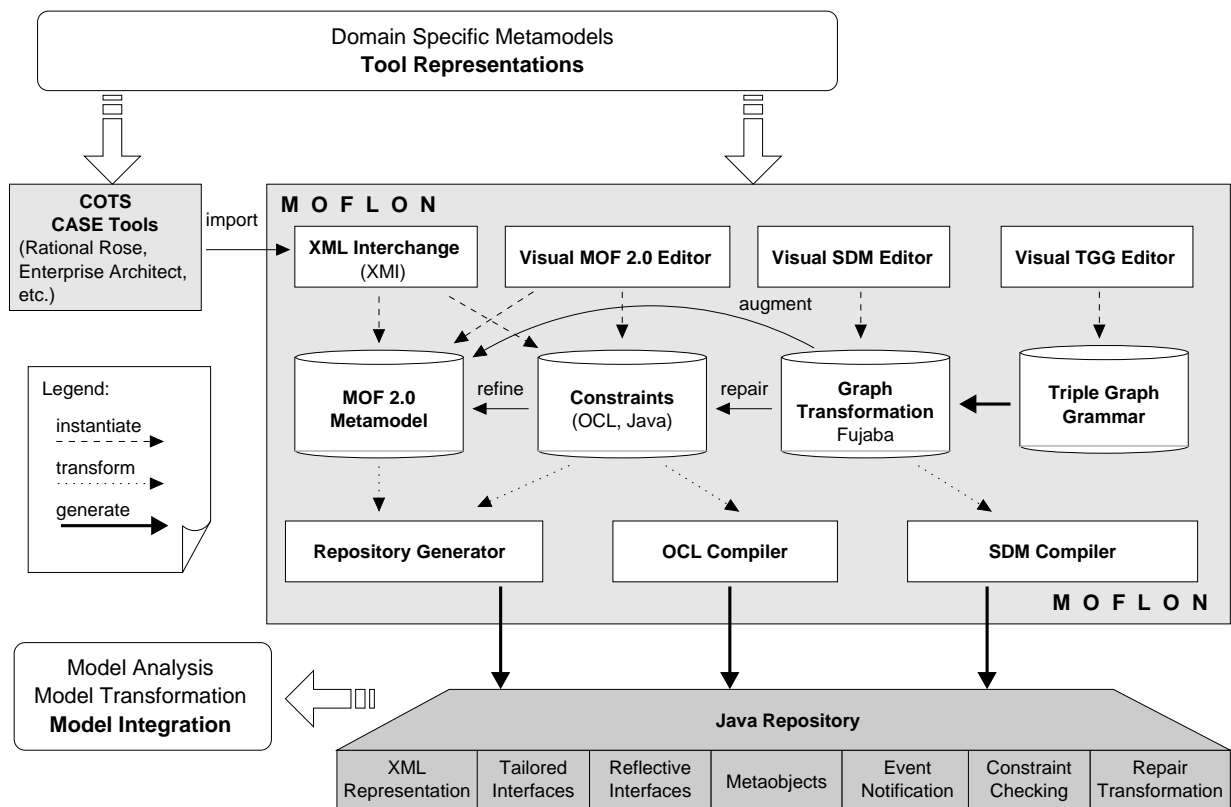 Domain Specific Metamodels
Tool Representations
COTS
CASE Tools
(Rational Rose,
Enterprise Architect,
etc.)
import
M O F L O N
XML Interchange
(XMI)
Visual MOF 2.0 Editor
Visual SDM Editor
Visual TGG Editor
augment
MOF 2.0
Metamodel
refine
Constraints
(OCL, Java)
repair
Graph
Transformation
Fujaba
Triple Graph
Grammar
Legend:
instantiate
transform
generate
Repository Generator
OCL Compiler
SDM Compiler
M O F L O N
Model Analysis
Model Transformation
Model Integration
Java Repository
XML
Representation
Tailored
Interfaces
Reflective
Interfaces
Metaobjects
Event
Notification
Constraint
Checking
Repair
Transformation